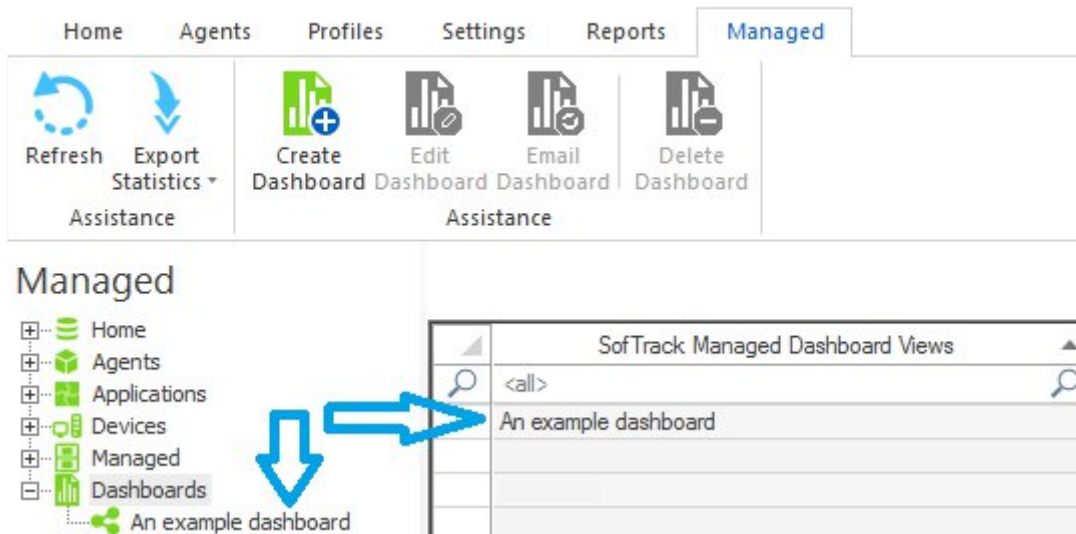 Home Agents Profiles Settings Reports Managed
Refresh Export Create Edit Email Delete
Statistics Dashboard Dashboard Dashboard Dashboard
Assistance Assistance
Managed
Home
Agents
Applications
Devices
Managed
Dashboards
An example dashboard
SofTrack Managed Dashboard Views
<all>
An example dashboard